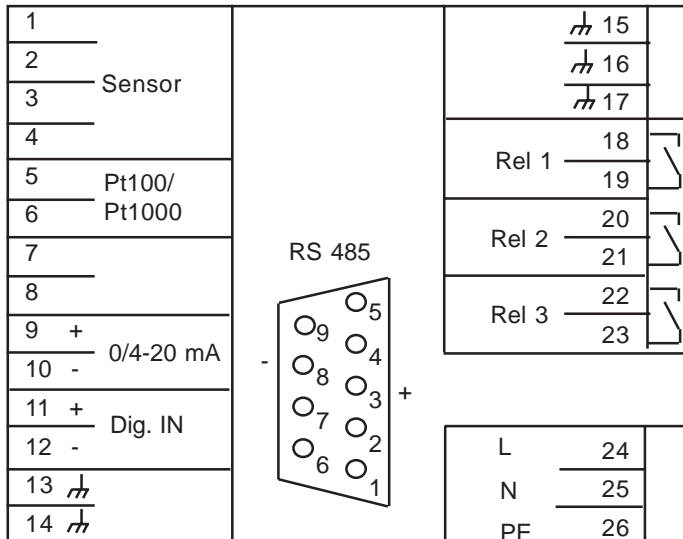 1
2
Sensor
3
4
5
Pt100/
Pt1000
6
7
8
9 +
0/4-20 mA
10 -
11 +
Dig. IN
12 -
13
14
RS 485
5
9
4
8
3
7
2
6
1
-
+
15
16
17
18
Rel 1
19
20
Rel 2
21
22
Rel 3
23
L 24
N 25
PE 26